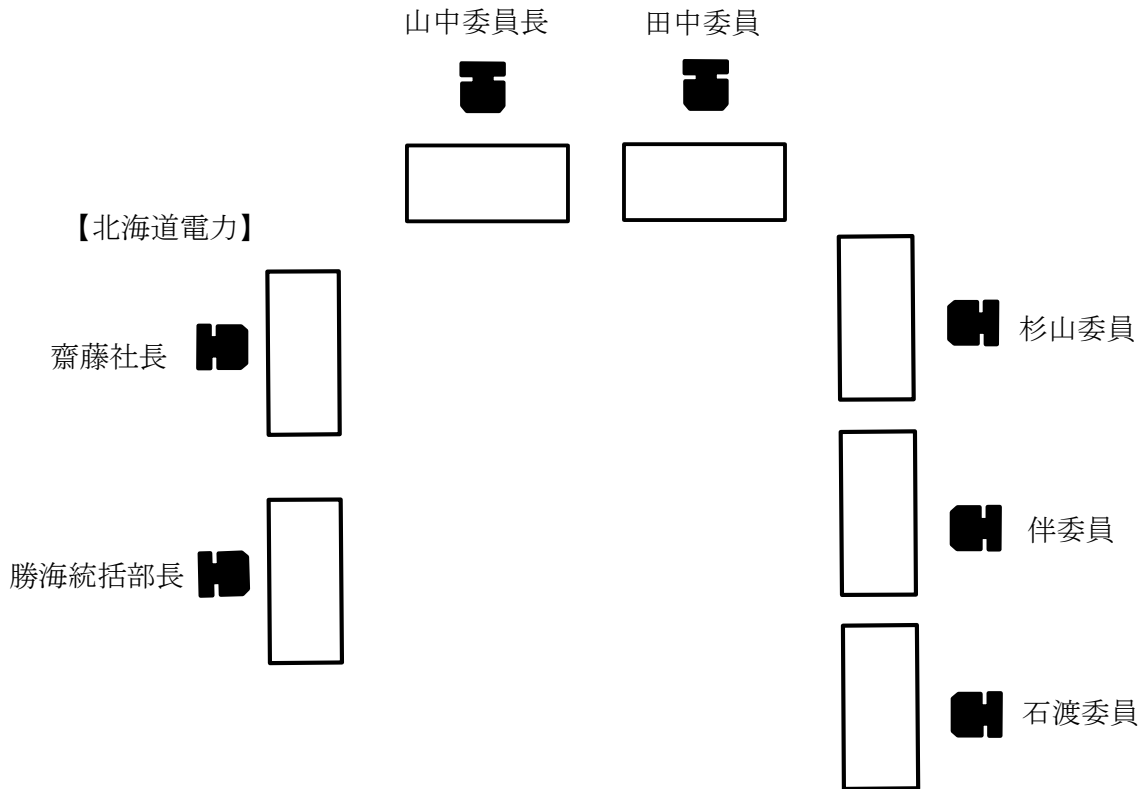 山中委員長
田中委員
【北海道電力】
齋藤社長
杉山委員
勝海統括部長
伴委員
石渡委員